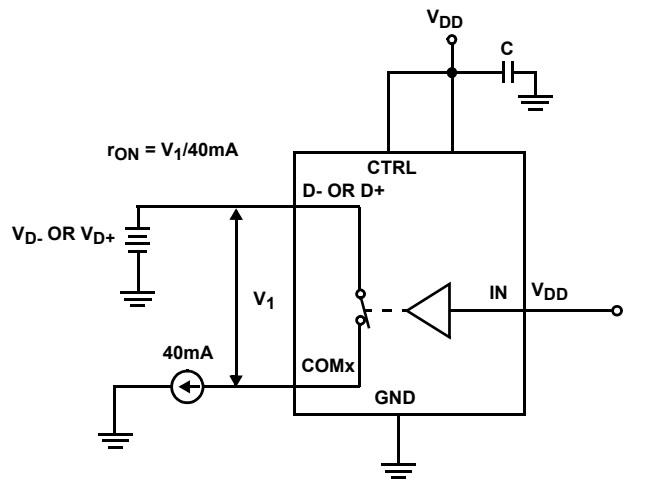 VDD
C
rON = V1/40mA
CTRL
D- OR D+
VD- OR VD+
V1
IN
VDD
40mA
COMx
GND